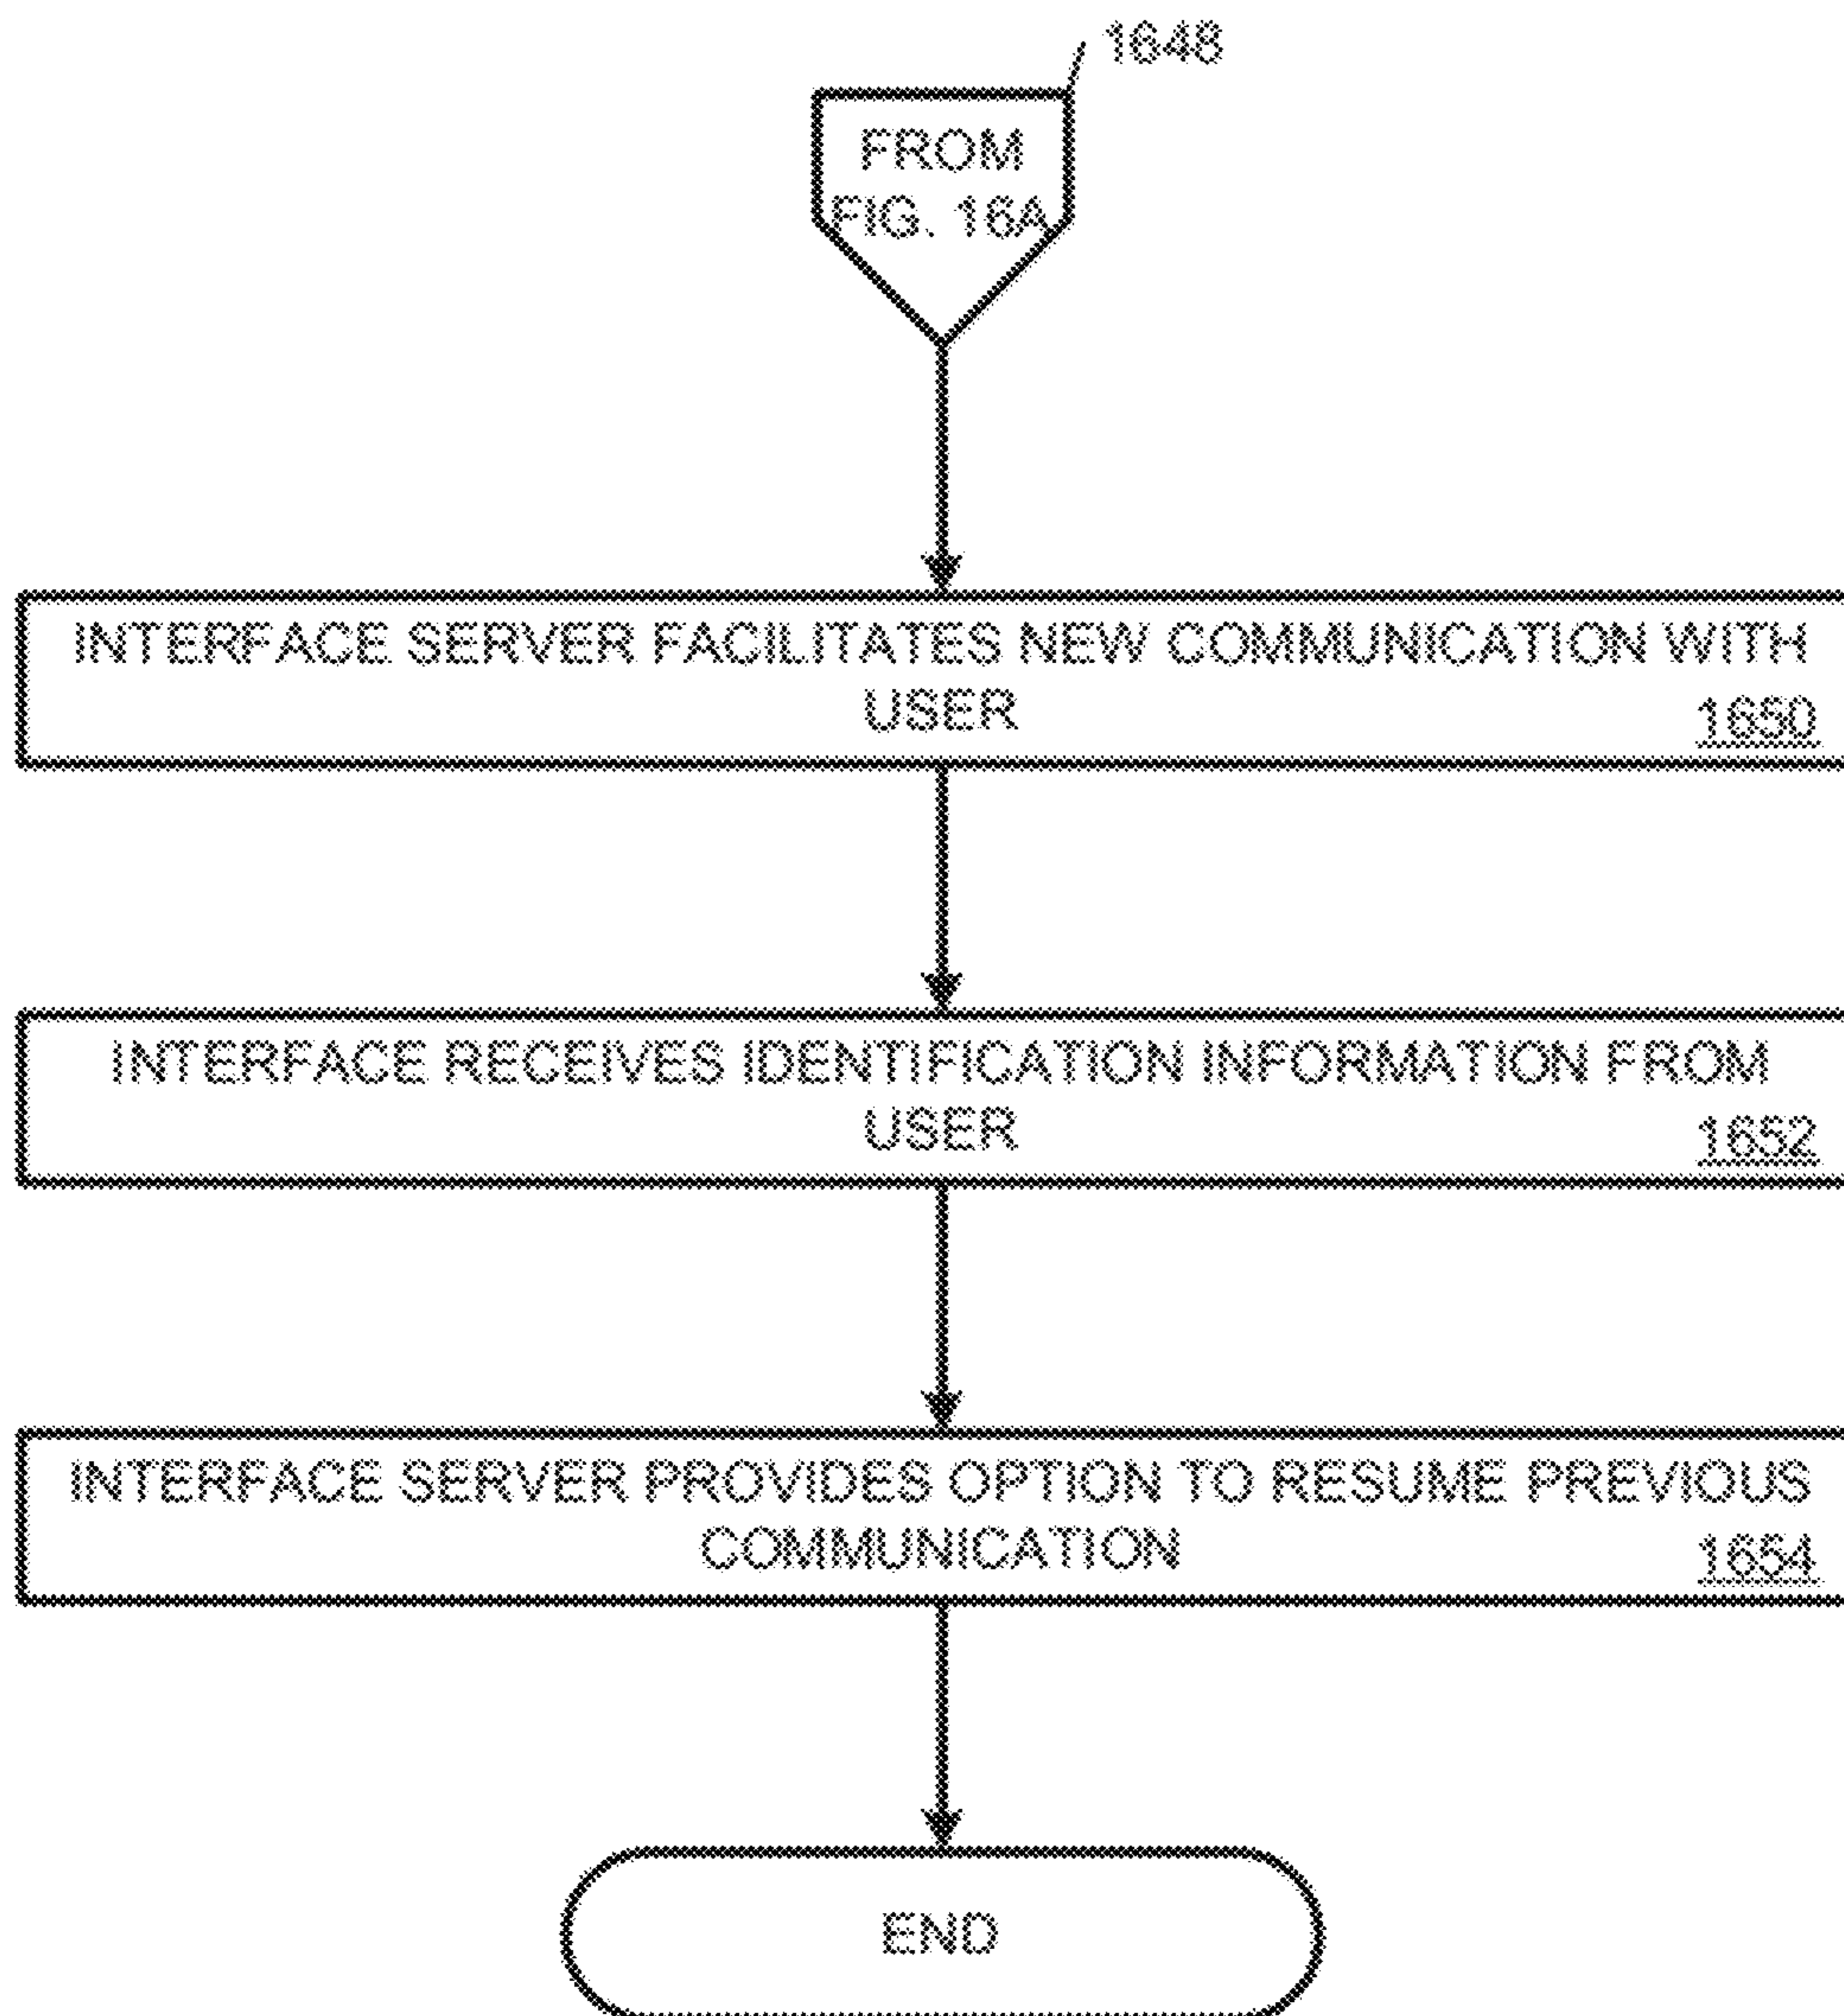 1648
FROM
FIG. 16A
INTERFACE SERVER FACILITATES NEW COMMUNICATION WITH
USER
1650
INTERFACE RECEIVES IDENTIFICATION INFORMATION FROM
USER
1652
INTERFACE SERVER PROVIDES OPTION TO RESUME PREVIOUS
COMMUNICATION
1654
END